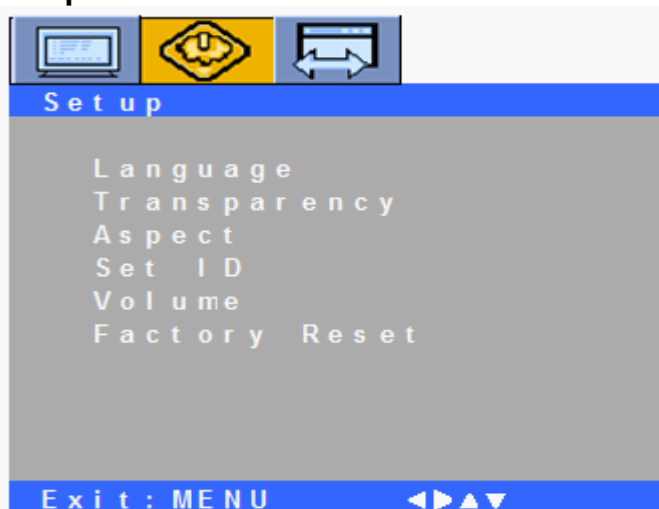 Setup
Language
Transparency
Aspect
Set ID
Volume
Factory Reset
Exit:MENU ◀▶▲▼